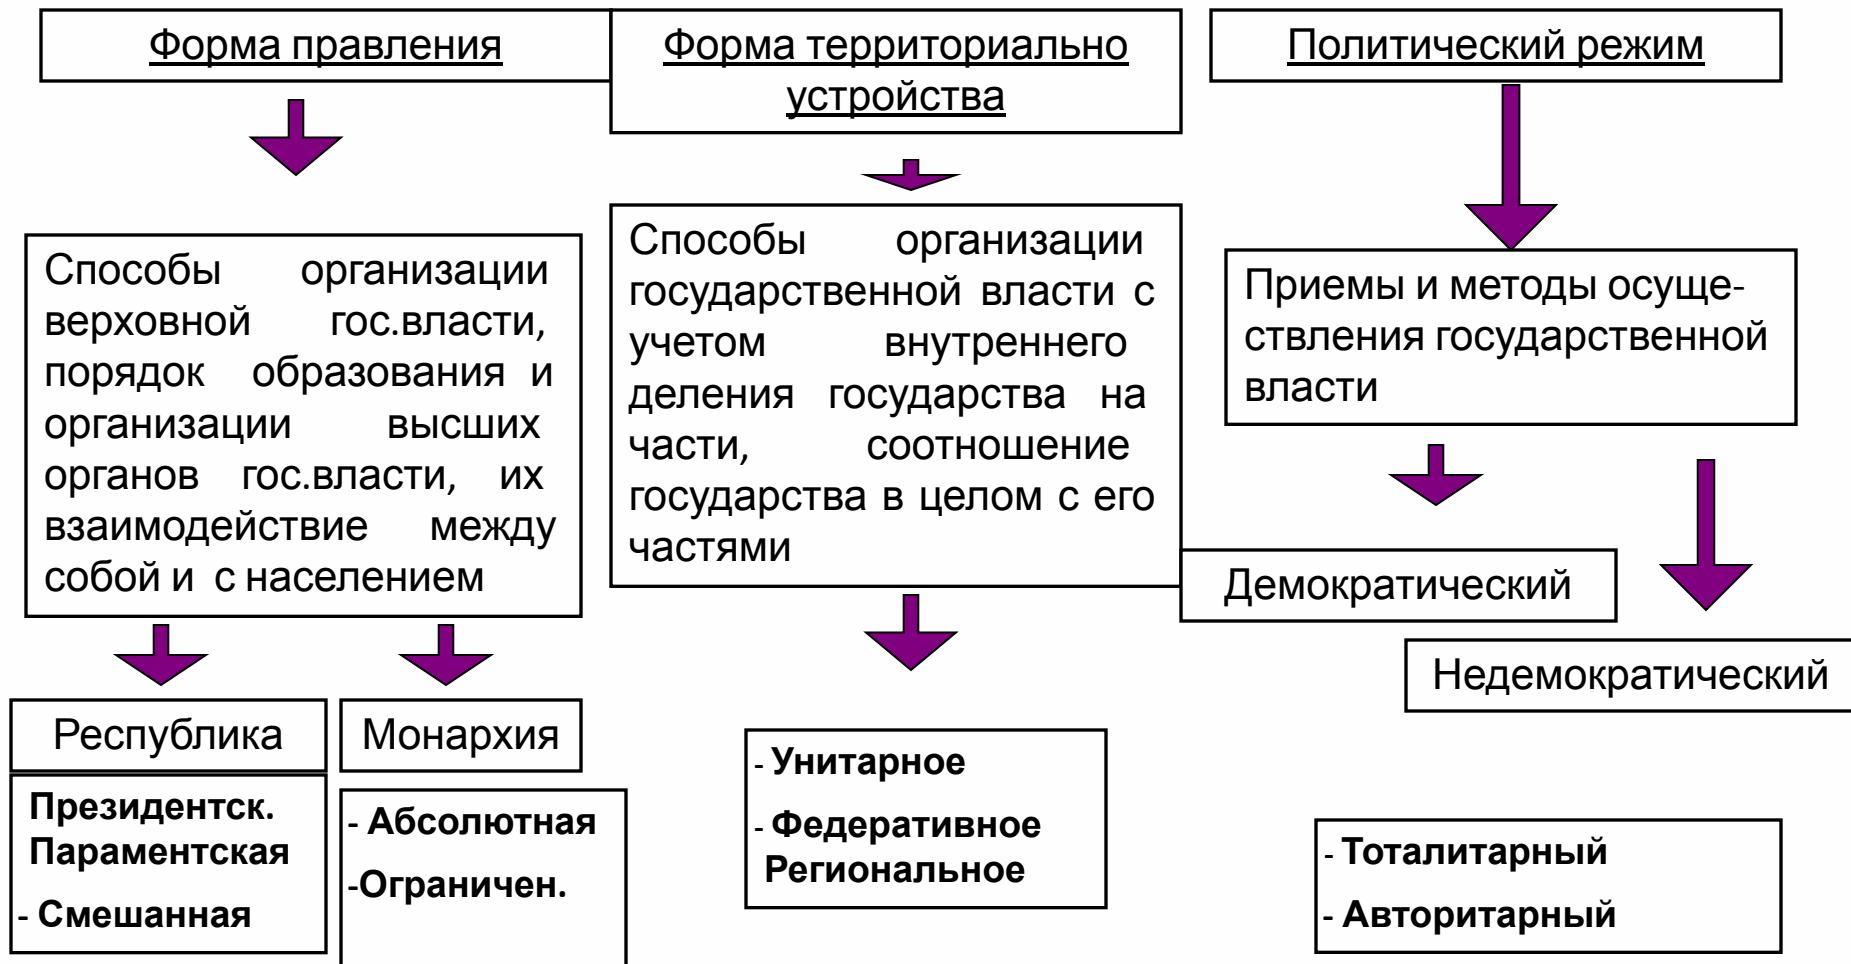 Форма правления
Форма территориально
устройства
Политический режим
Способы организации
верховной гос.власти,
порядок образования и
организации высших
органов гос.власти, их
взаимодействие между
собой и с населением
Способы организации
государственной власти с
учетом внутреннего
деления государства на
части, соотношение
государства в целом с его
частями
Приемы и методы осуще-
ствления государственной
власти
Демократический
Недемократический
Республика
Монархия
Президентск.
Параментская
- Смешанная
- Абсолютная
-Ограничен.
- Унитарное
- Федеративное
Региональное
- Тоталитарный
- Авторитарный